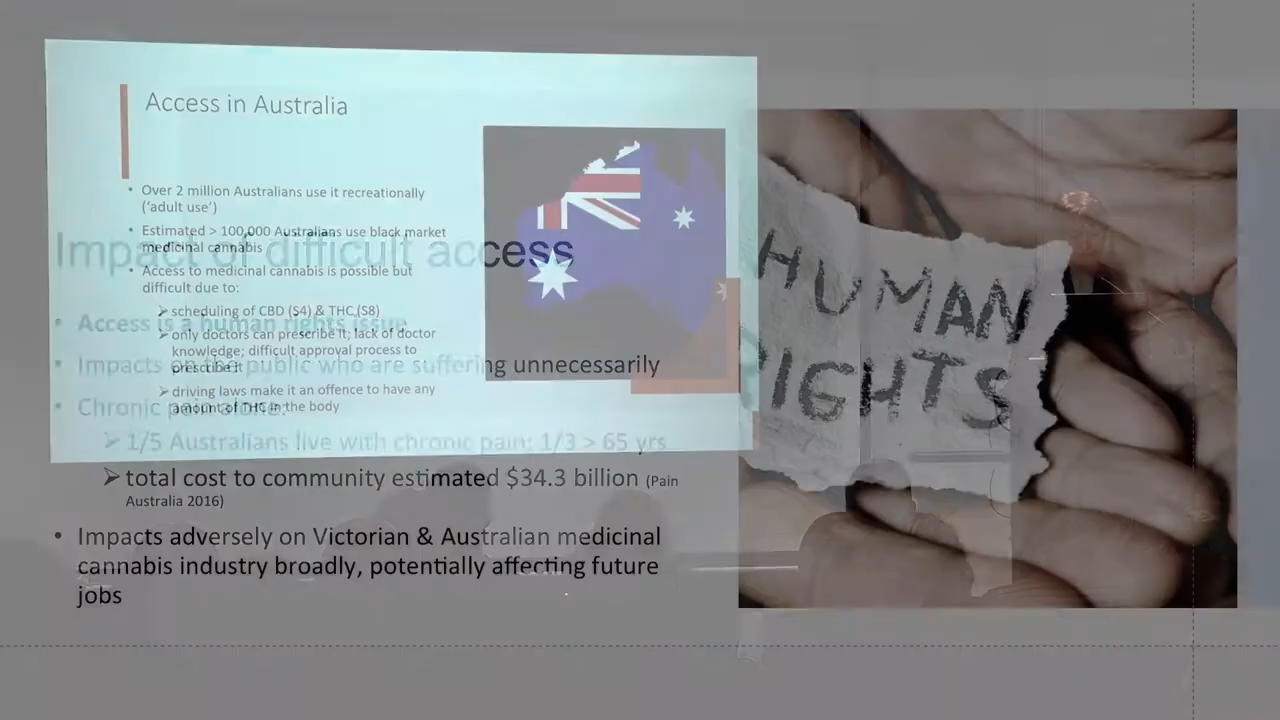 Access in Australia
• Over 2 million Australians use it recreationally
('adult use')
• Estimated > 100,000 Australians use black market
medicinal cannabis
• Access to medicinal cannabis is possible but
difficult due to:
➢ scheduling of CBD (S4) & THC (S8)
➢ only doctors can prescribe it; lack of doctor
knowledge; difficult approval process to
prescribe it
➢ driving laws make it an offence to have any
amount of THC in the body
Impact of difficult access
• Access is a human rights issue
• Impacts on the public who are suffering unnecessarily
• Chronic
➢ 1/5 Australians live with chronic pain; 1/3 > 65 yrs
➢ total cost to community estimated $34.3 billion (Pain
Australia 2016)
• Impacts adversely on Victorian & Australian medicinal
cannabis industry broadly, potentially affecting future
jobs
HUMAN
RIGHTS